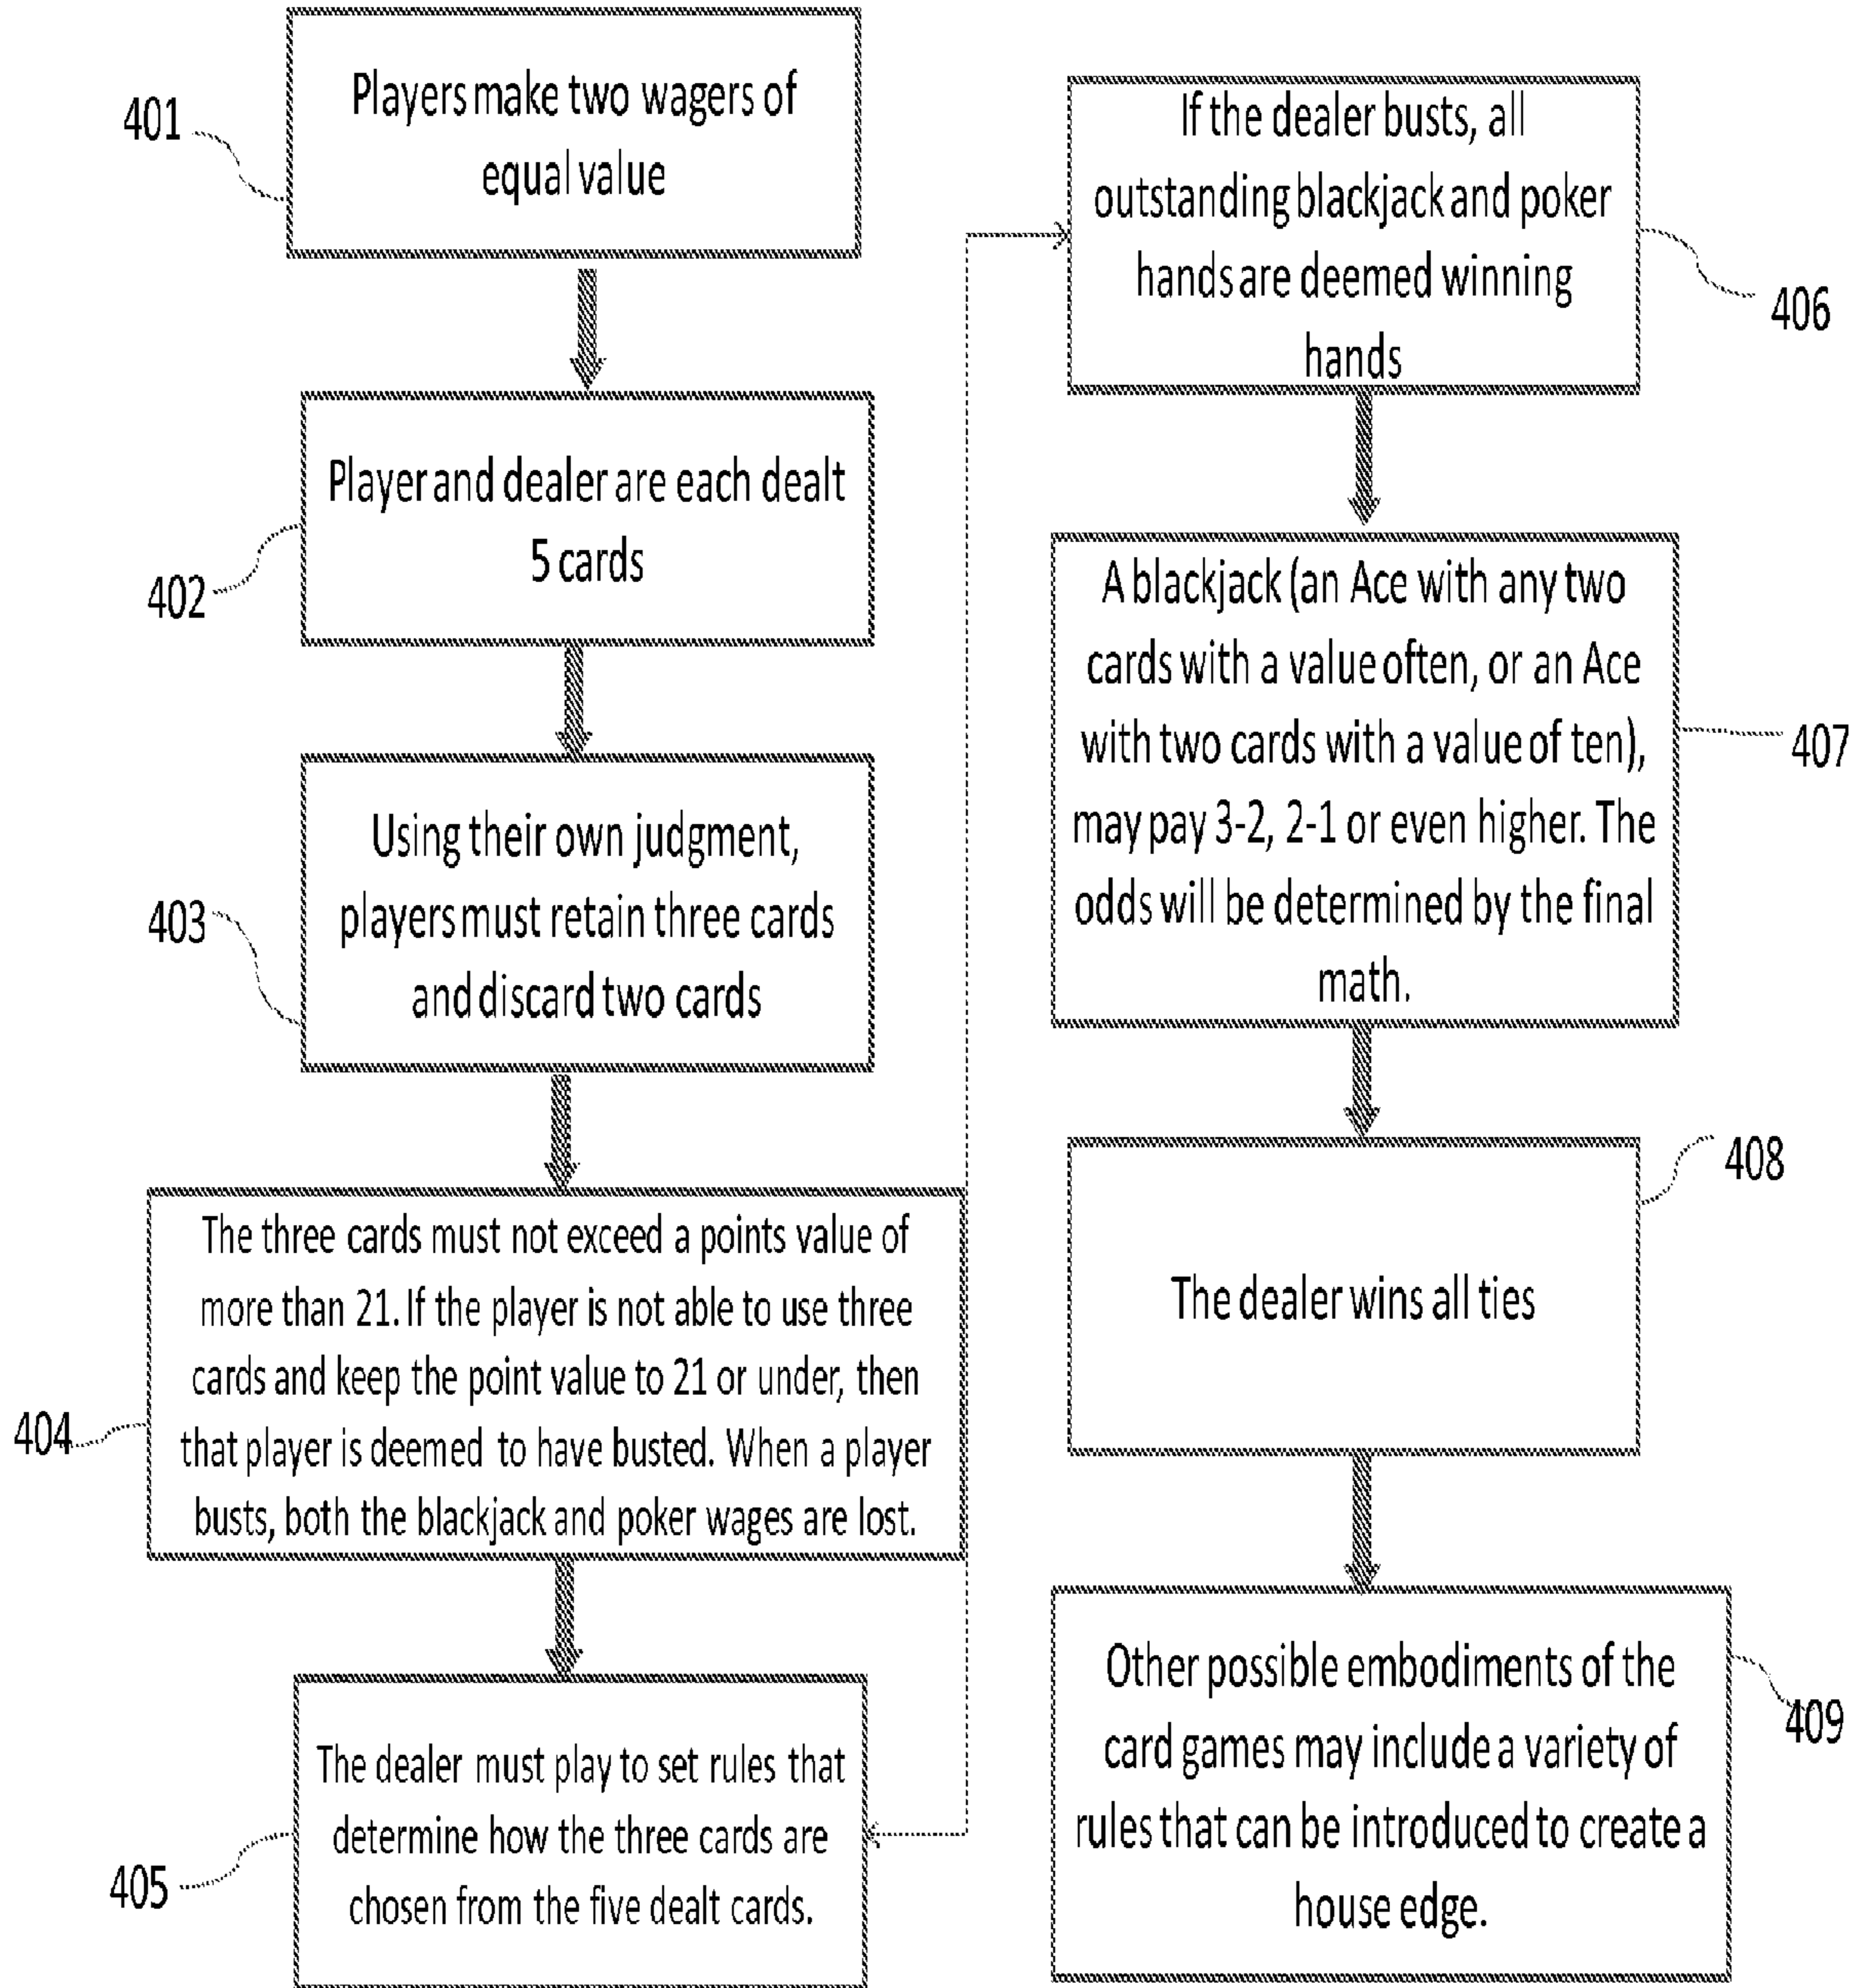 401
Players make two wagers of
equal value
402
Player and dealer are each dealt
5 cards
403
Using their own judgment,
players must retain three cards
and discard two cards
404
The three cards must not exceed a points value of
more than 21. If the player is not able to use three
cards and keep the point value to 21 or under, then
that player is deemed to have busted. When a player
busts, both the blackjack and poker wages are lost.
405
The dealer must play to set rules that
determine how the three cards are
chosen from the five dealt cards.
If the dealer busts, all
outstanding blackjack and poker
hands are deemed winning
hands
406
A blackjack (an Ace with any two
cards with a value often, or an Ace
with two cards with a value of ten),
may pay 3-2, 2-1 or even higher. The
odds will be determined by the final
math.
407
The dealer wins all ties
408
Other possible embodiments of the
card games may include a variety of
rules that can be introduced to create a
house edge.
409